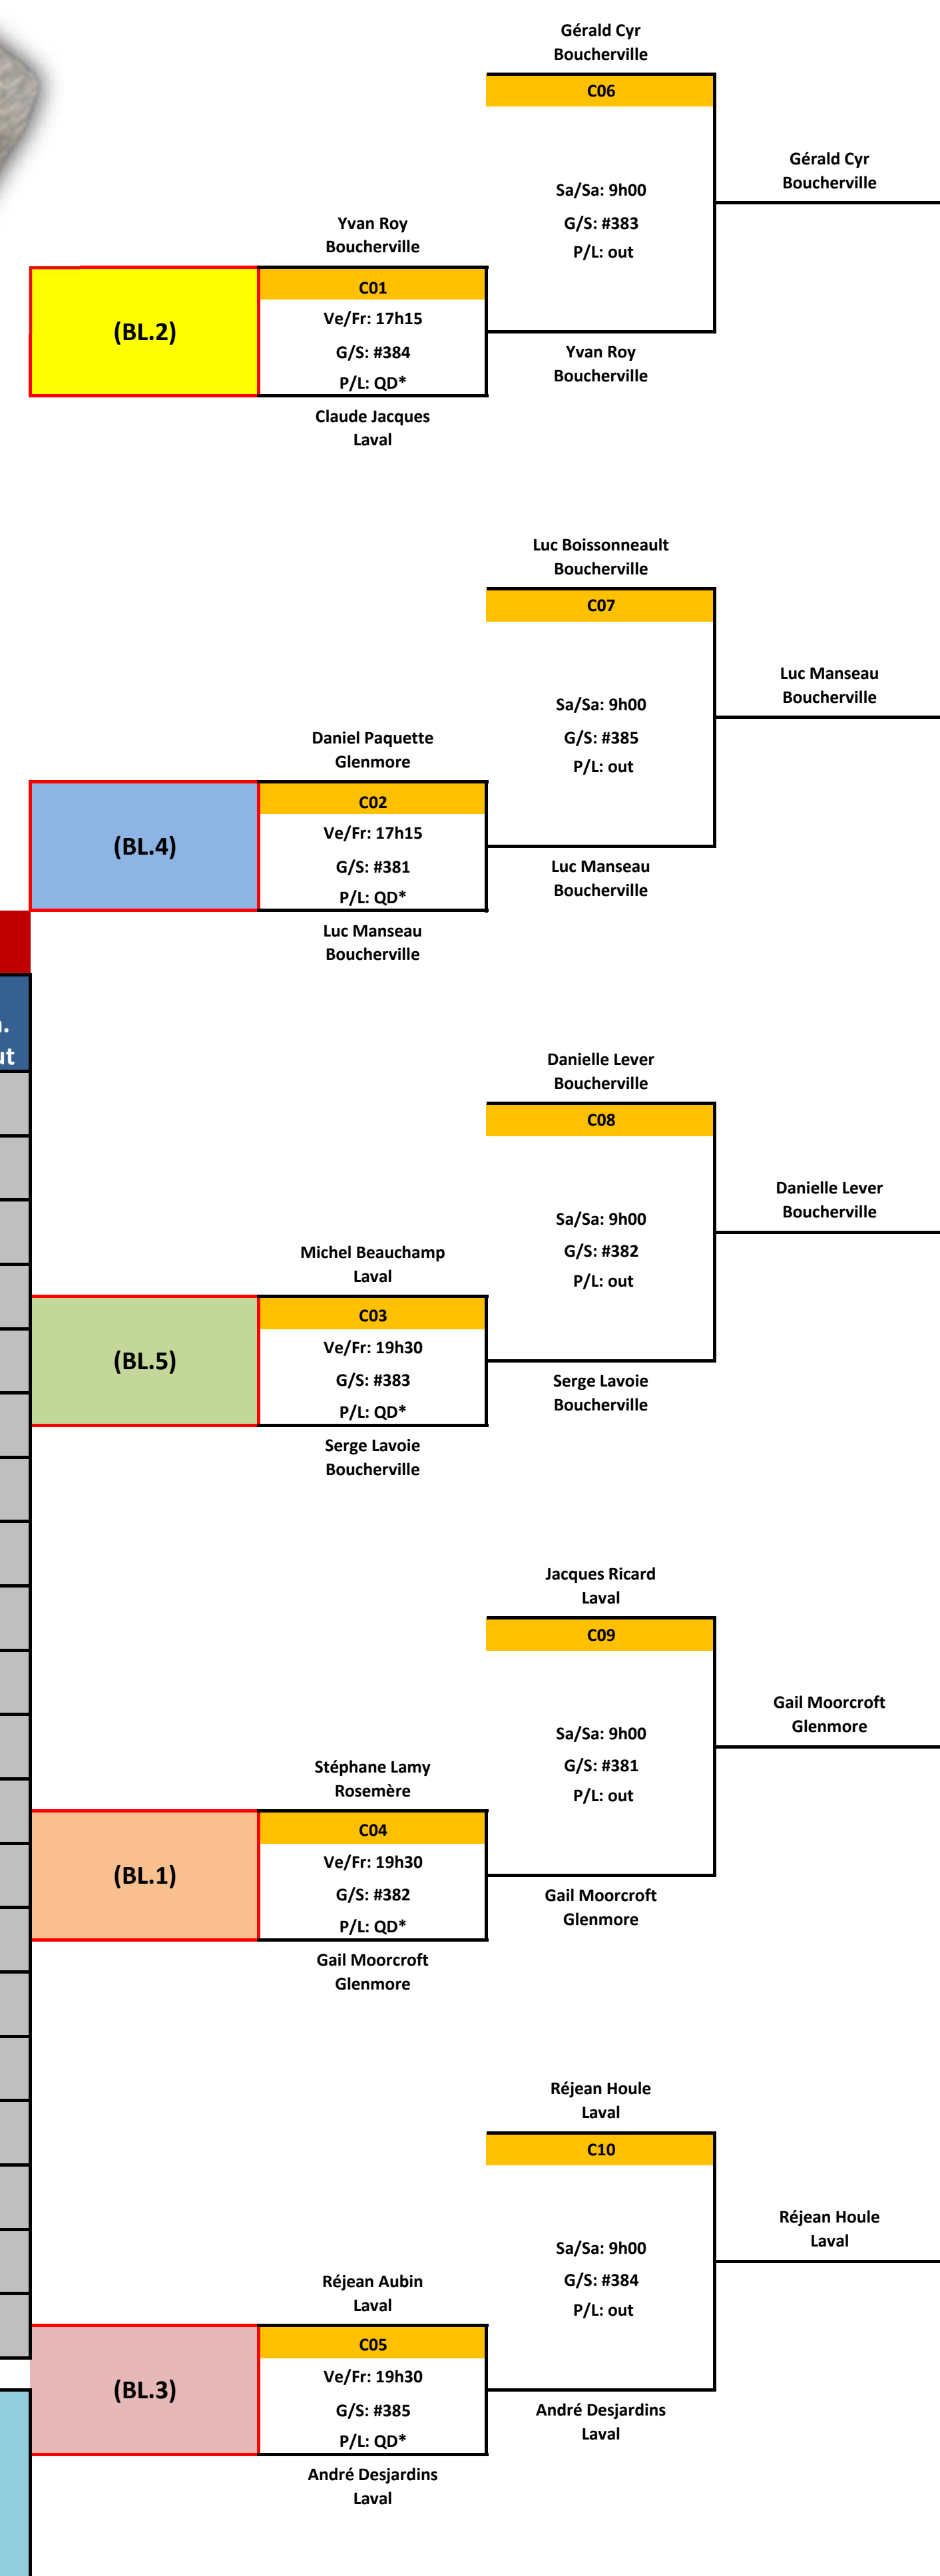 Gérald Cyr
Boucherville
C06
Gérald Cyr
Boucherville
Sa/Sa: 9h00
G/S: #383
P/L: out
Yvan Roy
Boucherville
C01
(BL.2)
Ve/Fr: 17h15
G/S: #384
P/L: QD*
Yvan Roy
Boucherville
Claude Jacques
Laval
Luc Boissonneault
Boucherville
C07
Luc Manseau
Boucherville
Sa/Sa: 9h00
G/S: #385
P/L: out
Daniel Paquette
Glenmore
C02
(BL.4)
Ve/Fr: 17h15
G/S: #381
P/L: QD*
Luc Manseau
Boucherville
Luc Manseau
Boucherville
Danielle Lever
Boucherville
C08
Danielle Lever
Boucherville
Sa/Sa: 9h00
G/S: #382
P/L: out
Michel Beauchamp
Laval
C03
(BL.5)
Ve/Fr: 19h30
G/S: #383
P/L: QD*
Serge Lavoie
Boucherville
Serge Lavoie
Boucherville
Jacques Ricard
Laval
C09
Gail Moorcroft
Glenmore
Sa/Sa: 9h00
G/S: #381
P/L: out
Stéphane Lamy
Rosemère
C04
(BL.1)
Ve/Fr: 19h30
G/S: #382
P/L: QD*
Gail Moorcroft
Glenmore
Gail Moorcroft
Glenmore
Réjean Houle
Laval
C10
Réjean Houle
Laval
Sa/Sa: 9h00
G/S: #384
P/L: out
Réjean Aubin
Laval
C05
(BL.3)
Ve/Fr: 19h30
G/S: #385
P/L: QD*
André Desjardins
Laval
André Desjardins
Laval